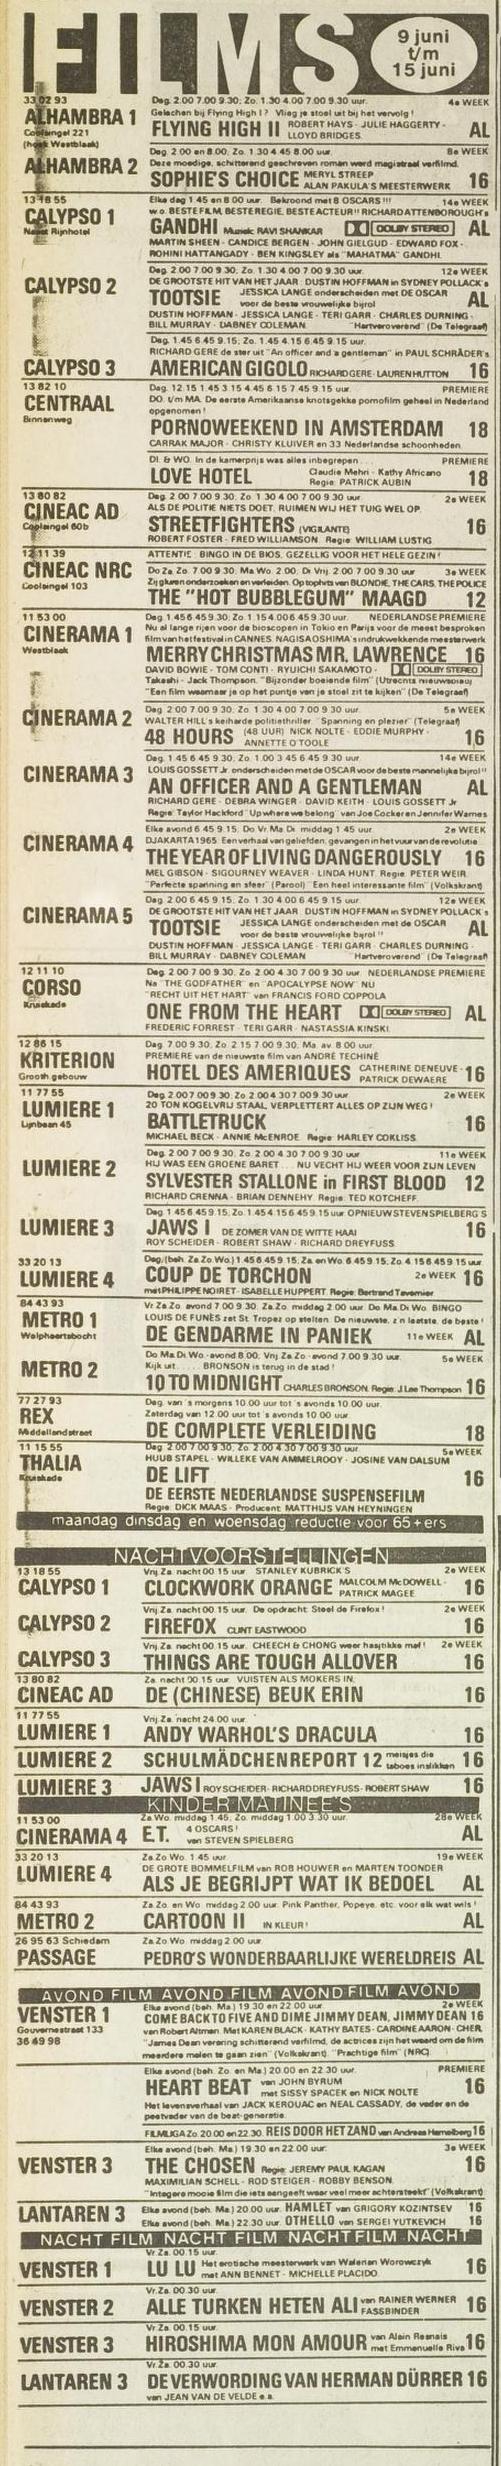 FILMS
9 juni
t/m
15 juni
33 02 93
ALHAMBRA 1
Coolsingel 221
(hoek Westblaak)
Dag. 2.00 7.00 9.30; Zo. 1.30 4.00 7.00 9.30 uur. 4e WEEK
Gelachen bij Flying High I? Vlieg je stoel uit bij het vervolg!
FLYING HIGH II ROBERT HAYS - JULIE HAGGERTY - LLOYD BRIDGES. AL
ALHAMBRA 2
Dag. 2.00 en 8.00; Zo. 1.30 4.45 8.00 uur. 8e WEEK
Deze moedige, schitterend geschreven roman werd magistraal verfilmd.
SOPHIE'S CHOICE MERYL STREEP ALAN PAKULA'S MEESTERWERK 16
13 18 55
CALYPSO 1
Naast Rijnhotel
Elke dag 1.45 en 8.00 uur. Bekroond met 8 OSCARS!!! 14e WEEK
w.o. BESTE FILM, BESTE REGIE, BESTE ACTEUR!! RICHARD ATTENBOROUGH's
GANDHI Muziek: RAVI SHANKAR DOLBY STEREO AL
MARTIN SHEEN - CANDICE BERGEN - JOHN GIELGUD - EDWARD FOX -
ROHINI HATTANGADY - BEN KINGSLEY als "MAHATMA" GANDHI.
CALYPSO 2
Dag. 2.00 7.00 9.30; Zo. 1.30 4.00 7.00 9.30 uur. 12e WEEK
DE GROOTSTE HIT VAN HET JAAR: DUSTIN HOFFMAN in SYDNEY POLLACK's
TOOTSIE JESSICA LANGE onderscheiden met DE OSCAR voor de beste vrouwelijke bijrol AL
DUSTIN HOFFMAN - JESSICA LANGE - TERI GARR - CHARLES DURNING -
BILL MURRAY - DABNEY COLEMAN. "Hartveroverend" (De Telegraaf)
CALYPSO 3
Dag. 1.45 6.45 9.15; Zo. 1.45 4.15 6.45 9.15 uur.
RICHARD GERE de ster uit "An officer and a gentleman" in PAUL SCHRADER's
AMERICAN GIGOLO RICHARD GERE - LAUREN HUTTON 16
13 82 10
CENTRAAL
Binnenweg
Dag. 12.15 1.45 3.15 4.45 6.15 7.45 9.15 uur. PREMIERE
DO. t/m MA. De eerste Amerikaanse knotsgekke pornofilm geheel in Nederland
opgenomen!
PORNOWEEKEND IN AMSTERDAM 18
CARRAK MAJOR - CHRISTY KLUIVER en 33 Nederlandse schoonheden.
DI. & WO. In de kamerprijs was alles inbegrepen... PREMIERE
LOVE HOTEL Claudie Mehri - Kathy Africano Regie: PATRICK AUBIN 18
13 80 82
CINEAC AD
Coolsingel 60b
Dag. 2.00 7.00 9.30; Zo. 1.30 4.00 7.00 9.30 uur. 2e WEEK
ALS DE POLITIE NIETS DOET, RUIMEN WIJ HET TUIG WEL OP.
STREETFIGHTERS (VIGILANTE) 16
ROBERT FOSTER - FRED WILLIAMSON. Regie: WILLIAM LUSTIG
12 11 39
CINEAC NRC
Coolsingel 103
ATTENTIE: BINGO IN DE BIOS, GEZELLIG VOOR HET HELE GEZIN!
Do Za Zo. 7.00 9.30; Ma Wo. 2.00; Di Vrij. 2.00 7.00 9.30 uur 3e WEEK
Zij gluren onderzoeken en verleiden. Op tophits van BLONDIE, THE CARS, THE POLICE
THE "HOT BUBBLEGUM" MAAGD 12
11 53 00
CINERAMA 1
Westblaak
Dag. 1.45 6.45 9.30; Zo. 1.15 4.00 6.45 9.30 uur. NEDERLANDSE PREMIERE
Nu al lange rijen voor de bioscopen in Tokio en Parijs voor de meest besproken
film van het festival in CANNES. NAGISA OSHIMA's indrukwekkende meesterwerk
MERRY CHRISTMAS MR. LAWRENCE 16
DAVID BOWIE - TOM CONTI - RYUICHI SAKAMOTO - DOLBY STEREO
Takeshi - Jack Thompson. "Bijzonder boeiende film" (Utrechts nieuwsblad)
"Een film waarnaar je op het puntje van je stoel zit te kijken" (De Telegraaf)
CINERAMA 2
Dag. 2.00 7.00 9.30; Zo. 1.30 4.00 7.00 9.30 uur. 5e WEEK
WALTER HILL's keiharde politiethriller. "Spanning en plezier" (Telegraaf)
48 HOURS (48 UUR) NICK NOLTE - EDDIE MURPHY - ANNETTE O'TOOLE 16
CINERAMA 3
Dag. 1.45 6.45 9.30; Zo. 1.00 3.45 6.45 9.30 uur. 14e WEEK
LOUIS GOSSETT Jr. onderscheiden met de OSCAR voor de beste mannelijke bijrol!!
AN OFFICER AND A GENTLEMAN AL
RICHARD GERE - DEBRA WINGER - DAVID KEITH - LOUIS GOSSETT Jr.
Regie: Taylor Hackford "Up where we belong" van Joe Cocker en Jennifer Warnes
CINERAMA 4
Elke avond 6.45 9.15; Do Vr. Ma Di. middag 1.45 uur. 2e WEEK
DJAKARTA 1965: Een verhaal van geliefden, gevangen in het vuur van de revolutie.
THE YEAR OF LIVING DANGEROUSLY 16
MEL GIBSON - SIGOURNEY WEAVER - LINDA HUNT. Regie: PETER WEIR.
"Perfecte spanning en sfeer" (Parool) "Een heel interessante film" (Volkskrant)
CINERAMA 5
Dag. 2.00 6.45 9.15; Zo. 1.30 4.00 6.45 9.15 uur. 12e WEEK
DE GROOTSTE HIT VAN HET JAAR: DUSTIN HOFFMAN in SYDNEY POLLACK's
TOOTSIE JESSICA LANGE onderscheiden met de OSCAR voor de beste vrouwelijke bijrol!! AL
DUSTIN HOFFMAN - JESSICA LANGE - TERI GARR - CHARLES DURNING -
BILL MURRAY - DABNEY COLEMAN. "Hartveroverend" (De Telegraaf)
12 11 10
CORSO
Kruiskade
Dag. 2.00 7.00 9.30; Zo. 2.00 4.30 7.00 9.30 uur. NEDERLANDSE PREMIERE
Na "THE GODFATHER" en "APOCALYPSE NOW" NU
"RECHT UIT HET HART" van FRANCIS FORD COPPOLA
ONE FROM THE HEART DOLBY STEREO AL
FREDERIC FORREST - TERI GARR - NASTASSIA KINSKI.
12 86 15
KRITERION
Grooth. gebouw
Dag. 7.00 9.30; Zo. 2.15 7.00 9.30; Ma. av. 8.00 uur.
PREMIERE van de nieuwste film van ANDRÉ TECHINÉ
HOTEL DES AMERIQUES CATHERINE DENEUVE - PATRICK DEWAERE 16
11 77 55
LUMIERE 1
Lijnbaan 45
Dag. 2.00 7.00 9.30; Zo. 2.00 4.30 7.00 9.30 uur 2e WEEK
20 TON KOGELVRIJ STAAL, VERPLETTERT ALLES OP ZIJN WEG!
BATTLETRUCK 16
MICHAEL BECK - ANNIE McENROE. Regie: HARLEY COKLISS.
LUMIERE 2
Dag. 2.00 7.00 9.30; Zo. 2.00 4.30 7.00 9.30 uur. 11e WEEK
HIJ WAS EEN GROENE BARET.... NU VECHT HIJ WEER VOOR ZIJN LEVEN
SYLVESTER STALLONE in FIRST BLOOD 12
RICHARD CRENNA - BRIAN DENNEHY. Regie: TED KOTCHEFF.
LUMIERE 3
Dag. 1.45 6.45 9.15; Zo. 1.45 4.15 6.45 9.15 uur. OPNIEUW STEVEN SPIELBERG'S
JAWS I DE ZOMER VAN DE WITTE HAAI 16
ROY SCHEIDER - ROBERT SHAW - RICHARD DREYFUSS.
33 20 13
LUMIERE 4
Dag. (beh. Za Zo Wo.) 1.45 6.45 9.15; Za en Wo. 6.45 9.15; Zo. 4.15 6.45 9.15 uur.
COUP DE TORCHON 2e WEEK 16
met PHILIPPE NOIRET - ISABELLE HUPPERT. Regie: Bertrand Tavernier
84 43 93
METRO 1
Wolphaertsbocht
Vr Za Zo. avond 7.00 9.30; Za Zo. middag 2.00 uur. Do Ma Di Wo. BINGO
LOUIS DE FUNÈS zet St. Tropez op stelten. De nieuwste, z'n laatste, de beste!
DE GENDARME IN PANIEK 11e WEEK AL
METRO 2
Do Ma Di Wo. avond 8.00; Vrij Za Zo. avond 7.00 9.30 uur. 5e WEEK
Kijk uit..... BRONSON is terug in de stad!
10 TO MIDNIGHT CHARLES BRONSON. Regie: J. Lee Thompson 16
77 27 93
REX
Middellandstraat
Dag. van 's morgens 10.00 uur tot 's avonds 10.00 uur.
Zaterdag van 12.00 uur tot 's avonds 10.00 uur.
DE COMPLETE VERLEIDING 18
11 15 55
THALIA
Kruiskade
Dag. 2.00 7.00 9.30; Zo. 2.00 4.30 7.00 9.30 uur. 5e WEEK
HUUB STAPEL - WILLEKE VAN AMMELROOY - JOSINE VAN DALSUM
DE LIFT 16
DE EERSTE NEDERLANDSE SUSPENSEFILM
Regie: DICK MAAS - Producent: MATTHIJS VAN HEYNINGEN
maandag dinsdag en woensdag reductie voor 65+ers
NACHTVOORSTELLINGEN
13 18 55
CALYPSO 1
Vrij Za. nacht 00.15 uur. STANLEY KUBRICK'S 2e WEEK
CLOCKWORK ORANGE MALCOLM McDOWELL - PATRICK MAGEE 16
CALYPSO 2
Vrij Za. nacht 00.15 uur. De opdracht: Steel de Firefox! 2e WEEK
FIREFOX CLINT EASTWOOD 16
CALYPSO 3
Vrij Za. nacht 00.15 uur. CHEECH & CHONG weer hasjtikke maf! 2e WEEK
THINGS ARE TOUGH ALLOVER 16
13 80 82
CINEAC AD
Za. nacht 00.15 uur. VUISTEN ALS MOKERS IN:
DE (CHINESE) BEUK ERIN 16
11 77 55
LUMIERE 1
Vrij Za. nacht 24.00 uur.
ANDY WARHOL'S DRACULA 16
LUMIERE 2
SCHULMÄDCHENREPORT 12 meisjes die taboes inslikken 16
LUMIERE 3
JAWS I ROY SCHEIDER - RICHARD DREYFUSS - ROBERT SHAW 16
KINDER MATINEE'S
11 53 00
CINERAMA 4
Za Wo. middag 1.45; Zo. middag 1.00 3.30 uur. 28e WEEK
E.T. 4 OSCARS! van STEVEN SPIELBERG AL
33 20 13
LUMIERE 4
Za Zo Wo. 1.45 uur. 19e WEEK
DE GROTE BOMMELFILM van ROB HOUWER en MARTEN TOONDER
ALS JE BEGRIJPT WAT IK BEDOEL AL
84 43 93
METRO 2
Za Zo. en Wo. middag 2.00 uur. Pink Panther, Popeye, etc. voor elk wat wils!
CARTOON II IN KLEUR! AL
26 95 63 Schiedam
PASSAGE
Za Zo Wo. middag 2.00 uur.
PEDRO'S WONDERBAARLIJKE WERELDREIS AL
AVOND FILM AVOND FILM AVOND FILM AVOND
VENSTER 1
Gouvernestraat 133
36 49 98
Elke avond (beh. Ma.) 19.30 en 22.00 uur. 2e WEEK
COME BACK TO FIVE AND DIME JIMMY DEAN, JIMMY DEAN 16
van Robert Altman. Met KAREN BLACK - KATHY BATES - CARDINE AARON - CHER.
"James Dean verering schitterend verfilmd, de actrices zijn het waard om de film
meerdere malen te gaan zien" (Volkskrant). "Prachtige film" (NRC).
Elke avond (beh. Zo. en Ma.) 20.00 en 22.30 uur. PREMIERE
HEART BEAT van JOHN BYRUM met SISSY SPACEK en NICK NOLTE 16
Het levensverhaal van JACK KEROUAC en NEAL CASSADY, de vader en de
peetvader van de beat-generatie.
FILMLIGA Zo. 20.00 en 22.30. REIS DOOR HET ZAND van Andreas Hamelberg 16
VENSTER 3
Elke avond (beh. Ma.) 19.30 en 22.00 uur. 3e WEEK
THE CHOSEN Regie: JEREMY PAUL KAGAN 16
MAXIMILIAN SCHELL - ROD STEIGER - ROBBY BENSON.
"Integere mooie film die iets aangeeft waar veel meer achtersteekt" (Volkskrant)
LANTAREN 3
Elke avond (beh. Ma.) 20.00 uur. HAMLET van GRIGORY KOZINTSEV 16
Elke avond (beh. Ma.) 22.30 uur. OTHELLO van SERGEI YUTKEVICH 16
NACHT FILM NACHT FILM NACHT FILM NACHT
VENSTER 1
Vr Za. 00.15 uur.
LU LU Het erotische meesterwerk van Walerian Worowczyk met ANN BENNET - MICHELLE PLACIDO. 16
VENSTER 2
Vr.Za. 00.30 uur.
ALLE TURKEN HETEN ALI van RAINER WERNER FASSBINDER 16
VENSTER 3
Vr.Za. 00.15 uur.
HIROSHIMA MON AMOUR van Alain Resnais met Emmanuelle Riva 16
LANTAREN 3
Vr.Za. 00.30 uur.
DE VERWORDING VAN HERMAN DÜRRER 16
van JEAN VAN DE VELDE e.a.